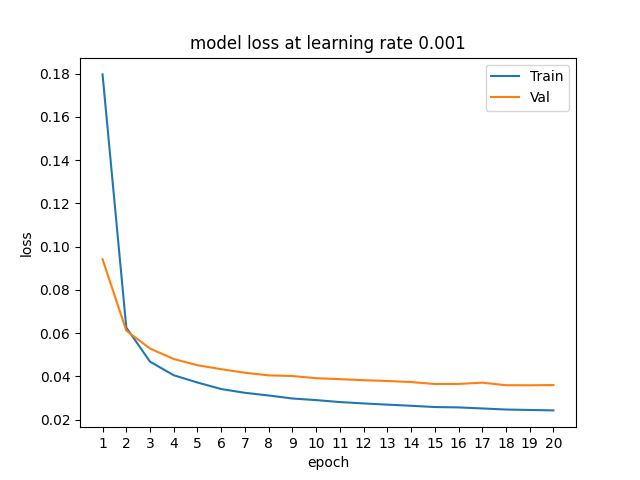 model loss at learning rate 0.001
Train
Val
0.18
0.16
0.14
0.12
0.10
0.08
0.06
0.04
0.02
loss
1 2 3 4 5 6 7 8 9 10 11 12 13 14 15 16 17 18 19 20
epoch